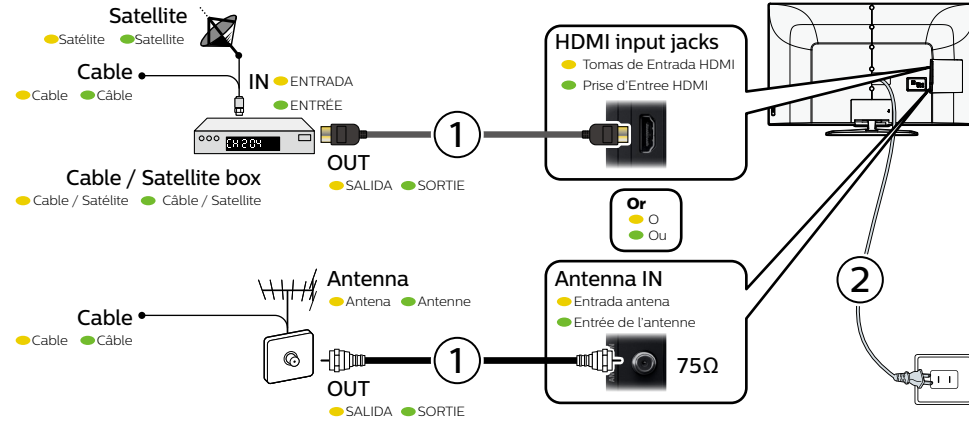 Satellite
Satélite Satellite
Cable
Cable Câble
IN ENTRADA
ENTRÉE
CH 204
OUT
SALIDA SORTIE
Cable / Satellite box
Cable / Satélite Câble / Satellite
1
HDMI input jacks
Tomas de Entrada HDMI
Prise d'Entree HDMI
Or
O
Ou
Antenna
Antena Antenne
Cable
Cable Câble
OUT
SALIDA SORTIE
1
Antenna IN
Entrada antena
Entrée de l'antenne
75Ω
2